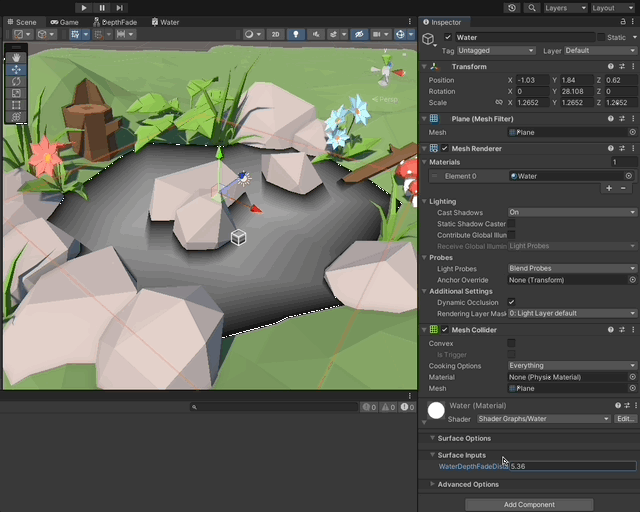 Layers
Layout
Scene
Game
DepthFade
Water
Inspector
2D
Persp
0
0
0
Water
Static
Tag
Untagged
Layer
Default
Transform
Position X -1.03 Y 1.84 Z 0.62
Rotation X 0 Y 28.108 Z 0
Scale X 1.2652 Y 1.2652 Z 1.2652
Plane (Mesh Filter)
Mesh Plane
Mesh Renderer
Materials 1
Element 0 Water
Lighting
Cast Shadows On
Static Shadow Caster
Contribute Global Illum
Receive Global Illumin Light Probes
Probes
Light Probes Blend Probes
Anchor Override None (Transform)
Additional Settings
Dynamic Occlusion
Rendering Layer Mask 0: Light Layer default
Mesh Collider
Convex
Is Trigger
Cooking Options Everything
Material None (Physic Material)
Mesh Plane
Water (Material)
Shader Shader Graphs/Water Edit...
Surface Options
Surface Inputs
WaterDepthFadeDista 5.36
Advanced Options
Add Component